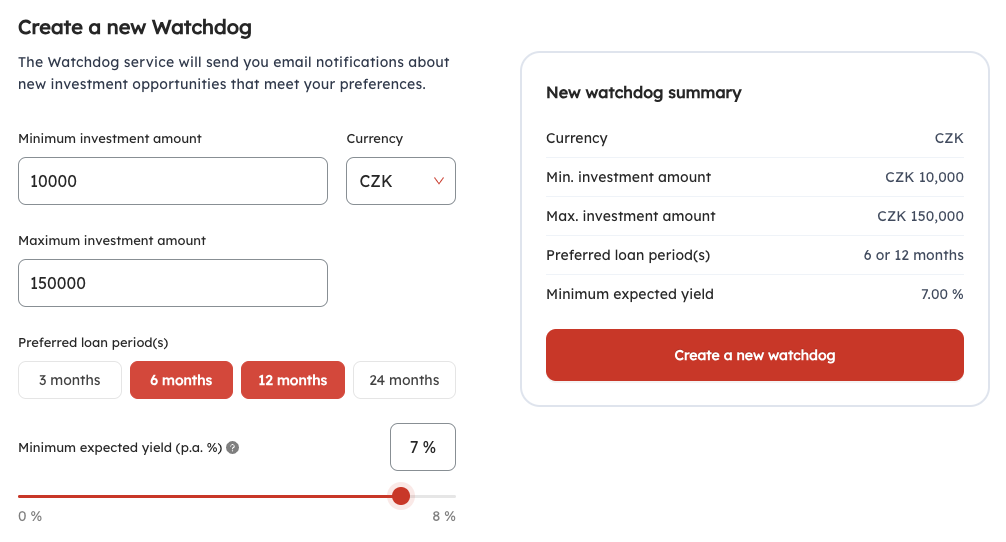 Create a new Watchdog
The Watchdog service will send you email notifications about
new investment opportunities that meet your preferences.
Minimum investment amount
Currency
10000
CZK
Maximum investment amount
150000
Preferred loan period(s)
3 months
6 months
12 months
24 months
Minimum expected yield (p.a. %) ?
7 %
0 %
8 %
New watchdog summary
Currency CZK
Min. investment amount CZK 10,000
Max. investment amount CZK 150,000
Preferred loan period(s) 6 or 12 months
Minimum expected yield 7.00 %
Create a new watchdog